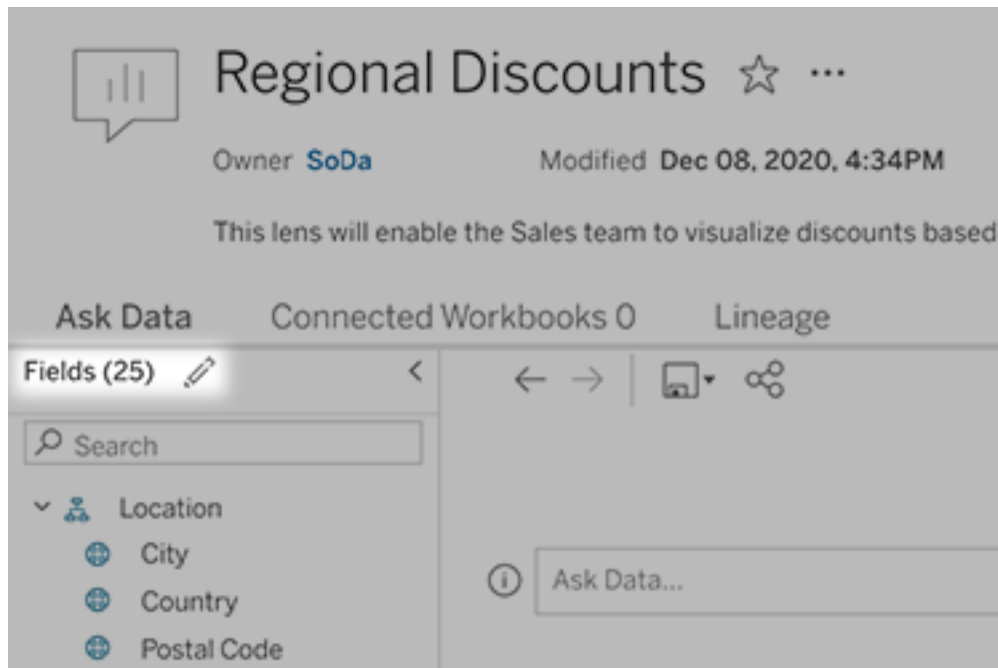 Regional Discounts
Owner SoDa Modified Dec 08, 2020, 4:34PM
This lens will enable the Sales team to visualize discounts based
Ask Data Connected Workbooks 0 Lineage
Fields (25)
Search
Location
City
Ask Data...
Country
Postal Code